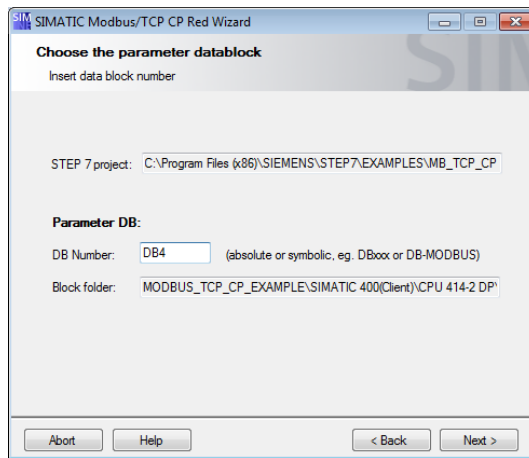 SIMATIC Modbus/TCP CP Red Wizard
Choose the parameter datablock
Insert data block number
STEP 7 project: C:\Program Files (x86)\SIEMENS\STEP7\EXAMPLES\MB_TCP_CP
Parameter DB:
DB Number: DB4 (absolute or symbolic, eg. DBxxx or DB-MODBUS)
Block folder: MODBUS_TCP_CP_EXAMPLE\SIMATIC 400(Client)\CPU 414-2 DP\
Abort Help < Back Next >